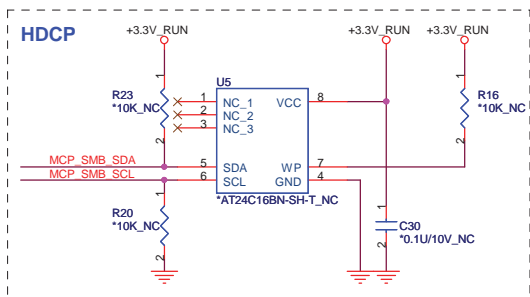 HDCP
+3.3V_RUN
+3.3V_RUN
+3.3V_RUN
U5
R23
*10K_NC
1
2
1 NC_1
2 NC_2
3 NC_3
VCC 8
1
R16
*10K_NC
2
MCP_SMB_SDA
MCP_SMB_SCL
5 SDA
6 SCL
WP 7
GND 4
*AT24C16BN-SH-T_NC
1
R20
*10K_NC
2
1
C30
*0.1U/10V_NC
2